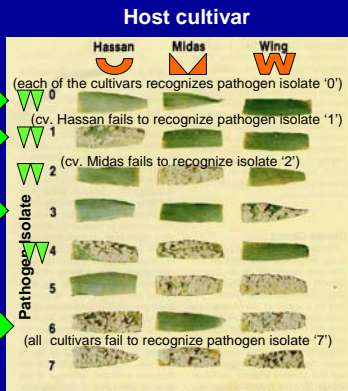 Host cultivar
Hassan Midas Wing
(each of the cultivars recognizes pathogen isolate ‘0’)
0
(cv. Hassan fails to recognize pathogen isolate ‘1’)
1
(cv. Midas fails to recognize isolate ‘2’)
2
3
Pathogen Isolate
4
5
6
(all cultivars fail to recognize pathogen isolate ‘7’)
7